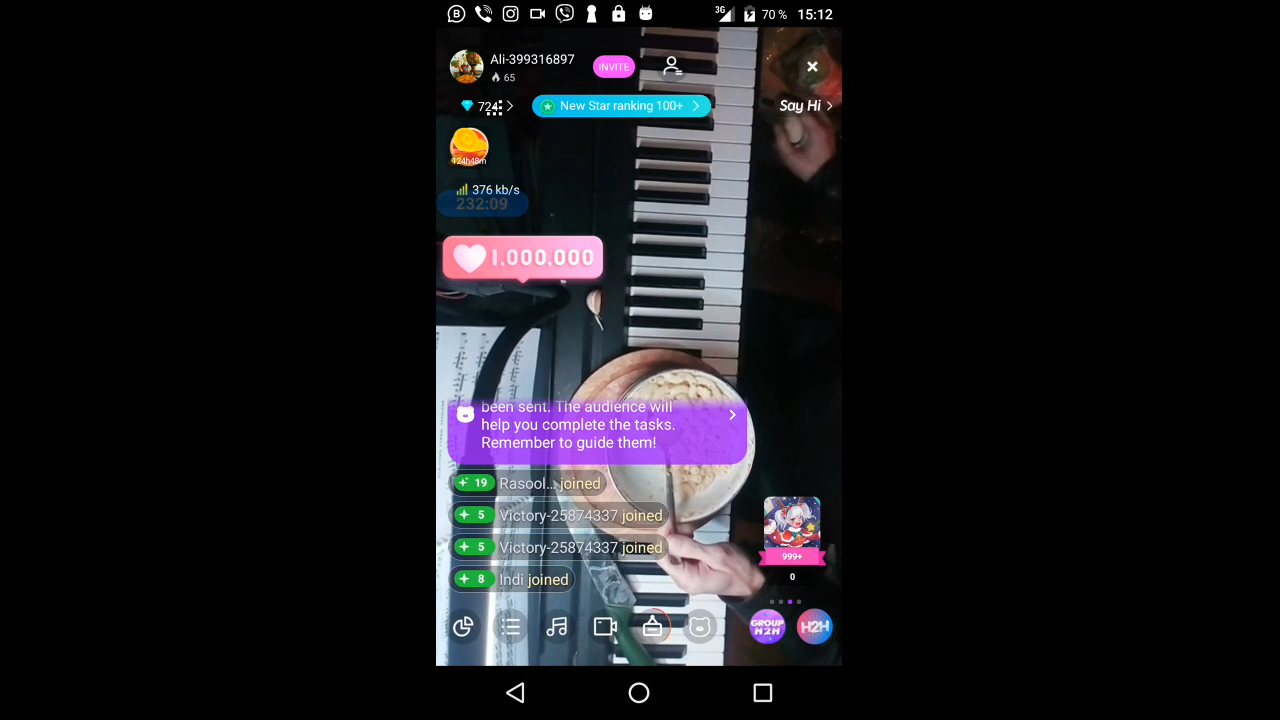 3G 70 % 15:12
Ali-399316897
65
INVITE
724
New Star ranking 100+
Say Hi
124h48m
376 kb/s
232:09
1,000,000
been sent. The audience will
help you complete the tasks.
Remember to guide them!
19 Rasool... joined
5 Victory-25874337 joined
5 Victory-25874337 joined
8 Indi joined
999+
0
GROUP
H2H
H2H